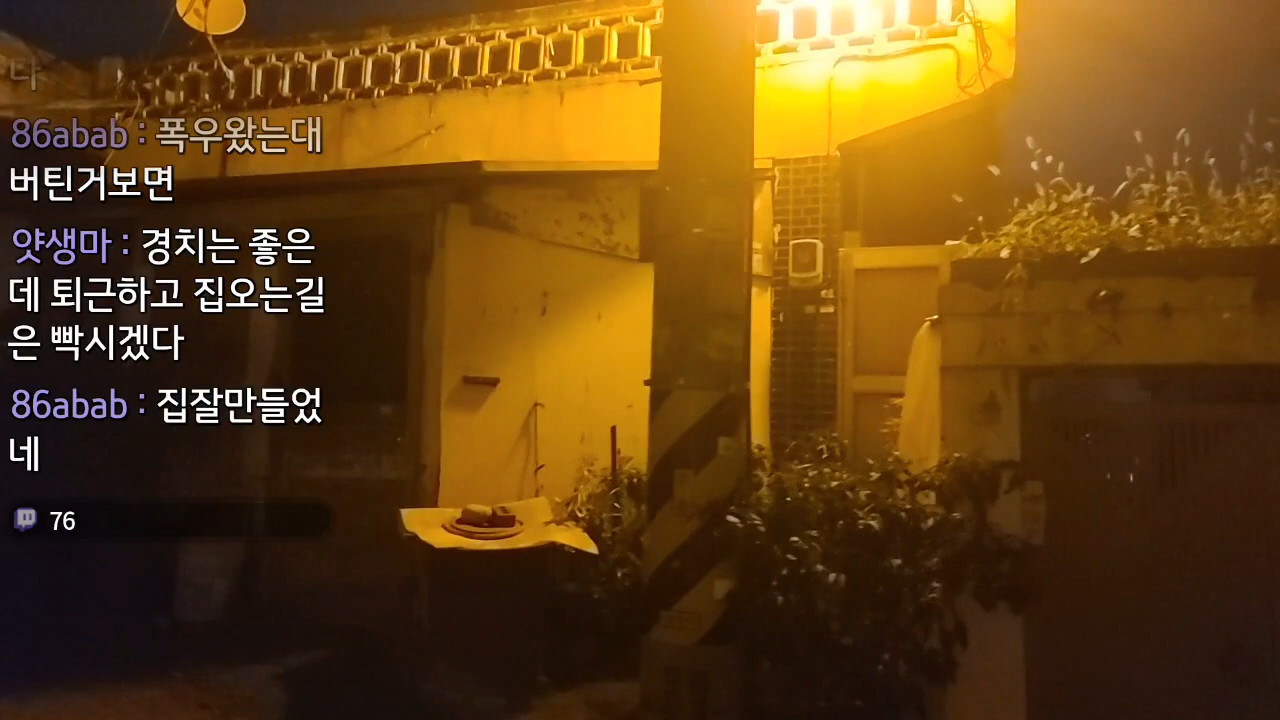 다
86abab : 폭우왔는대
버틴거보면
얏생마 : 경치는 좋은
데 퇴근하고 집오는길
은 빡시겠다
86abab : 집잘만들었
네
76